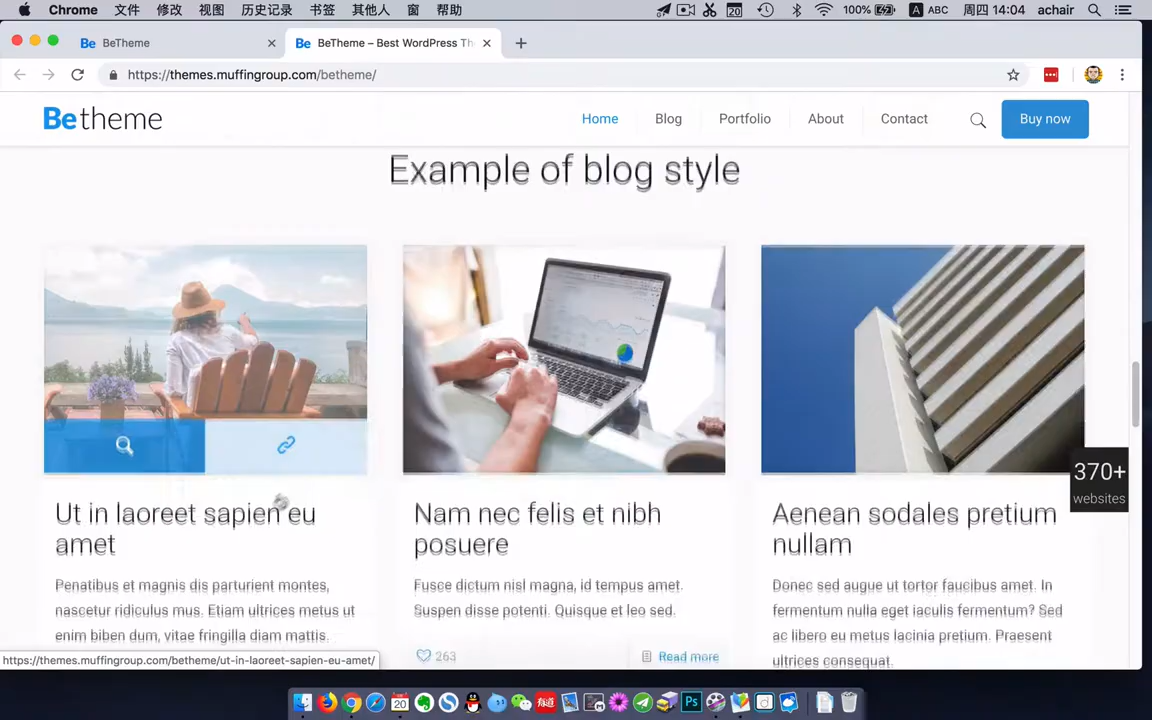 Chrome 文件 修改 视图 历史记录 书签 其他人 窗 帮助 20 100% A ABC 周四 14:04 achair
Be BeTheme Be BeTheme – Best WordPress Th
https://themes.muffingroup.com/betheme/
Betheme Home Blog Portfolio About Contact Buy now
Example of blog style
370+
websites
Ut in laoreet sapien eu
amet
Penatibus et magnis dis parturient montes,
nascetur ridiculus mus. Etiam ultrices metus ut
enim biben dum, vitae fringilla diam mattis.
Nam nec felis et nibh
posuere
Fusce dictum nisl magna, id tempus amet.
Suspen disse potenti. Quisque et leo sed.
263 Read more
Aenean sodales pretium
nullam
Donec sed augue ut tortor faucibus amet. In
fermentum nulla eget iaculis fermentum? Sed
ac libero eu metus lacinia pretium. Praesent
ultrices consequat.
https://themes.muffingroup.com/betheme/ut-in-laoreet-sapien-eu-amet/
20 有道 Ps